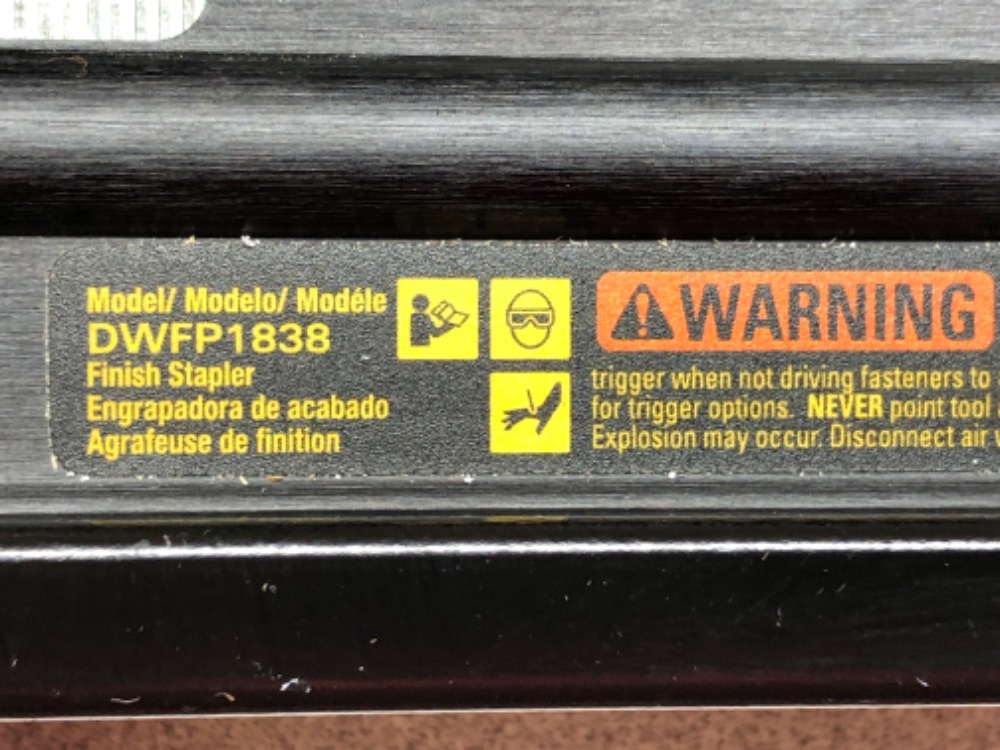 Model/ Modelo/ Modéle
DWFP1838
Finish Stapler
Engrapadora de acabado
Agrafeuse de finition
WARNING
trigger when not driving fasteners to
for trigger options. NEVER point tool
Explosion may occur. Disconnect air